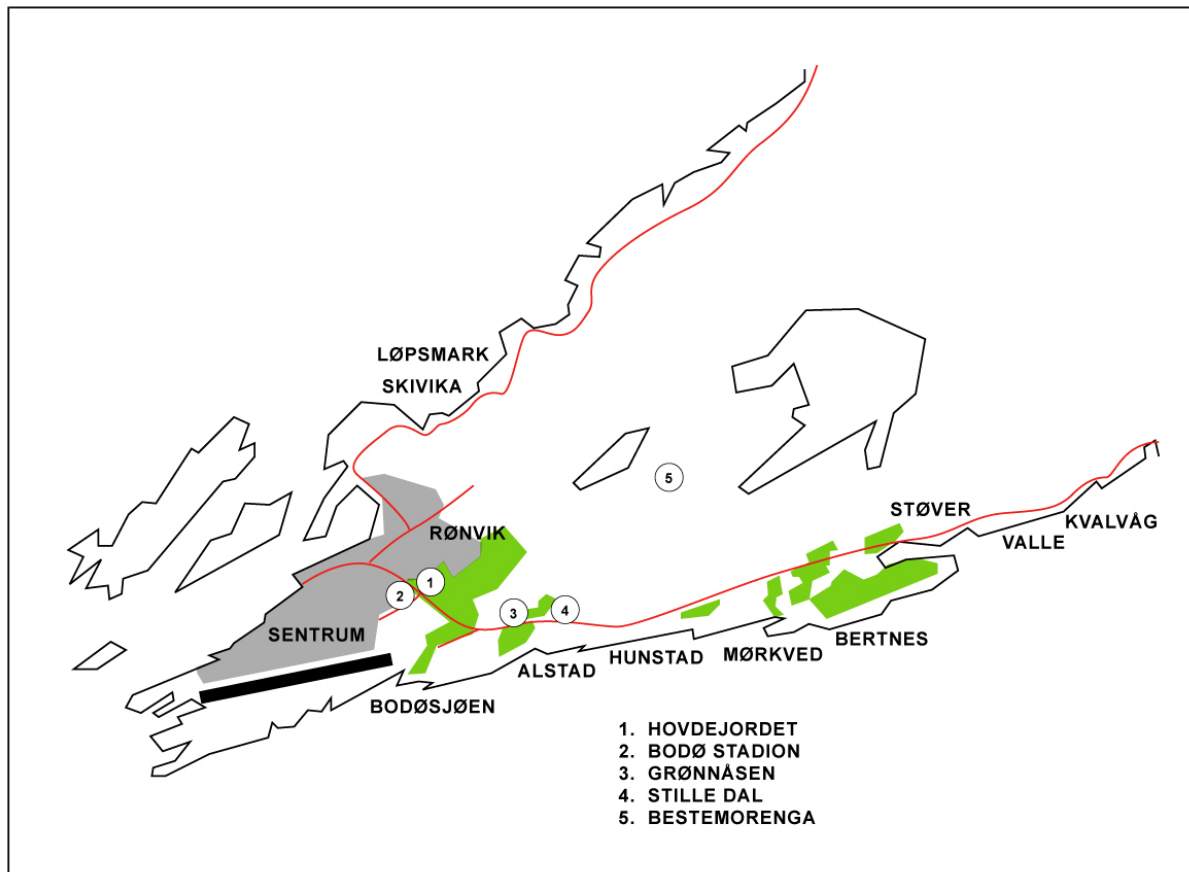 LØPSMARK
SKIVIKA
5
STØVER
KVALVÅG
RØNVIK
VALLE
1
2
3
4
SENTRUM
BERTNES
MØRKVED
HUNSTAD
ALSTAD
BODØSJØEN
1. HOVDEJORDET
2. BODØ STADION
3. GRØNNÅSEN
4. STILLE DAL
5. BESTEMORENGA